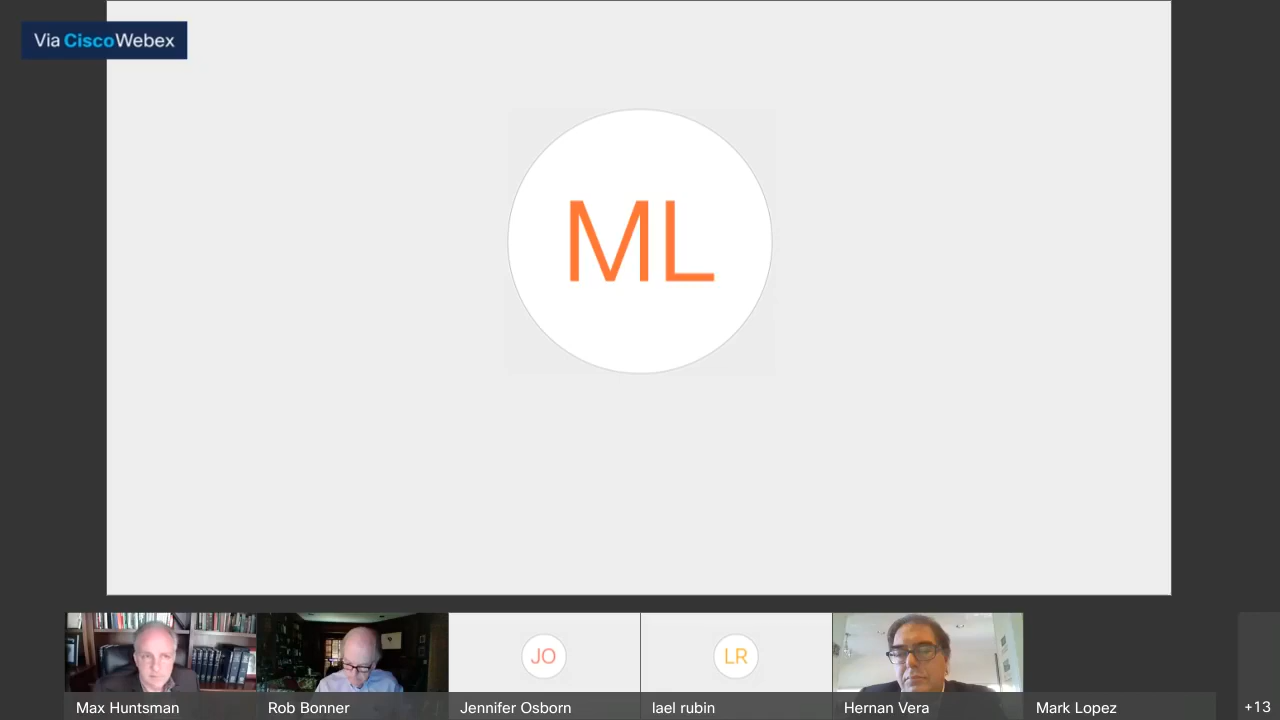 Via CiscoWebex
ML
JO
LR
Max Huntsman
Rob Bonner
Jennifer Osborn
lael rubin
Hernan Vera
Mark Lopez
+13